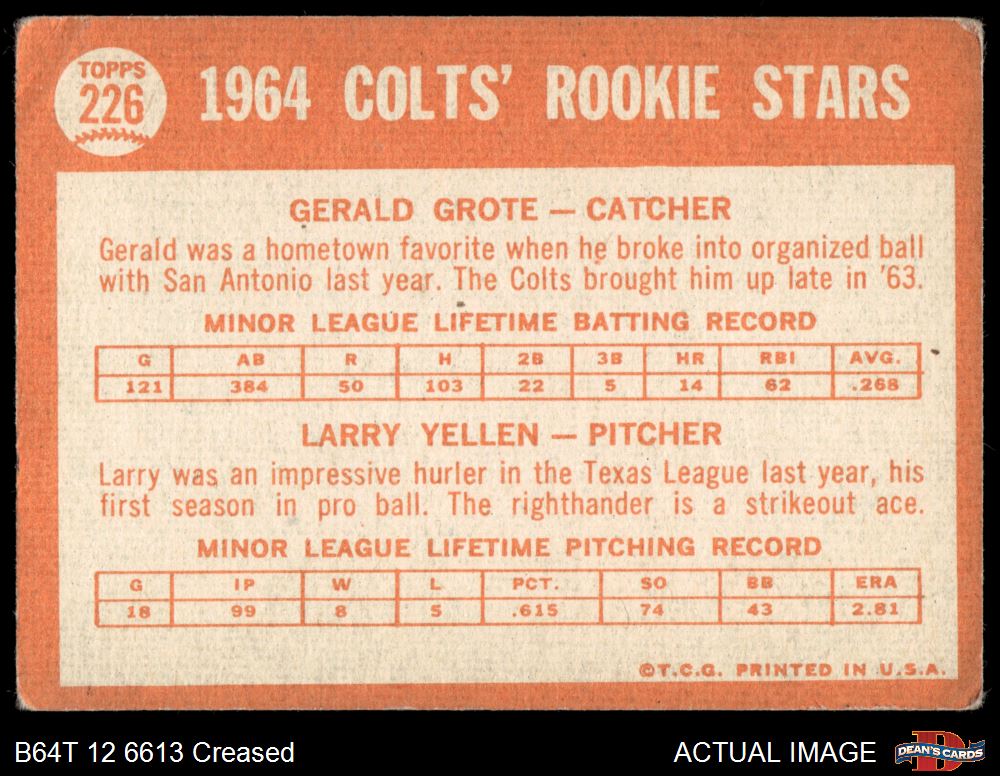 TOPPS
226
1964 COLTS' ROOKIE STARS
GERALD GROTE — CATCHER
Gerald was a hometown favorite when he broke into organized ball
with San Antonio last year. The Colts brought him up late in '63.
MINOR LEAGUE LIFETIME BATTING RECORD
G AB R H 2B 3B HR RBI AVG.
121 384 50 103 22 5 14 62 .268
LARRY YELLEN — PITCHER
Larry was an impressive hurler in the Texas League last year, his
first season in pro ball. The righthander is a strikeout ace.
MINOR LEAGUE LIFETIME PITCHING RECORD
G IP W L PCT. SO BB ERA
18 99 8 5 .615 74 43 2.81
©T.C.G. PRINTED IN U.S.A.
B64T 12 6613 Creased
ACTUAL IMAGE
D
DEAN'S CARDS